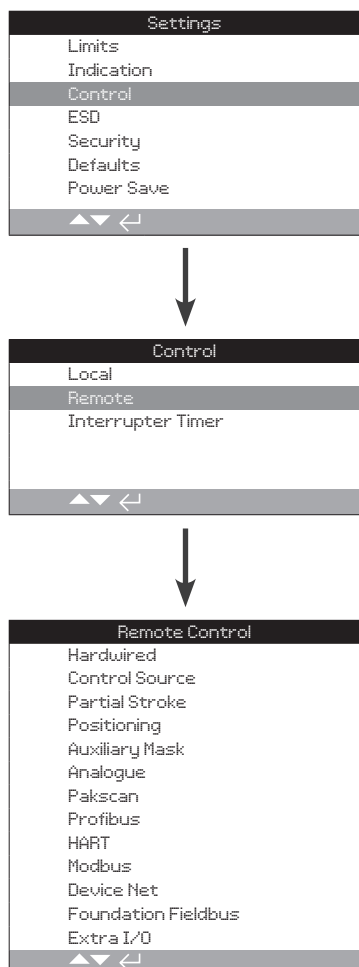 Settings
Limits
Indication
Control
ESD
Security
Defaults
Power Save
Control
Local
Remote
Interrupter Timer
Remote Control
Hardwired
Control Source
Partial Stroke
Positioning
Auxiliary Mask
Analogue
Pakscan
Profibus
HART
Modbus
Device Net
Foundation Fieldbus
Extra I/O